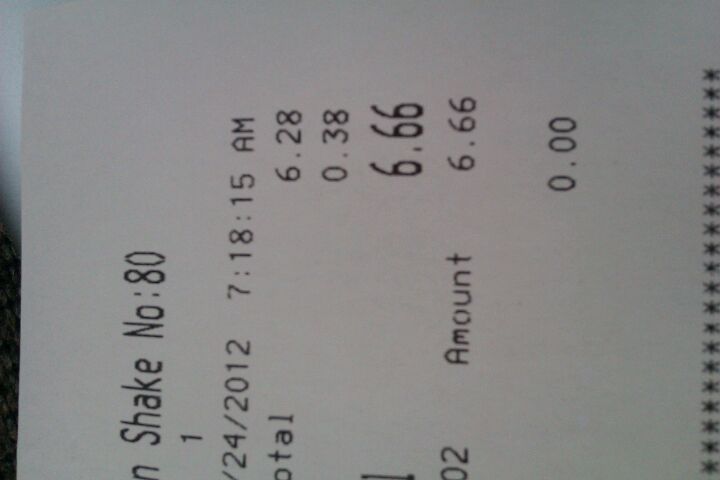 n Shake No:80
1
/24/2012 7:18:15 AM
otal 6.28
0.38
l 6.66
02 Amount 6.66
0.00
******************